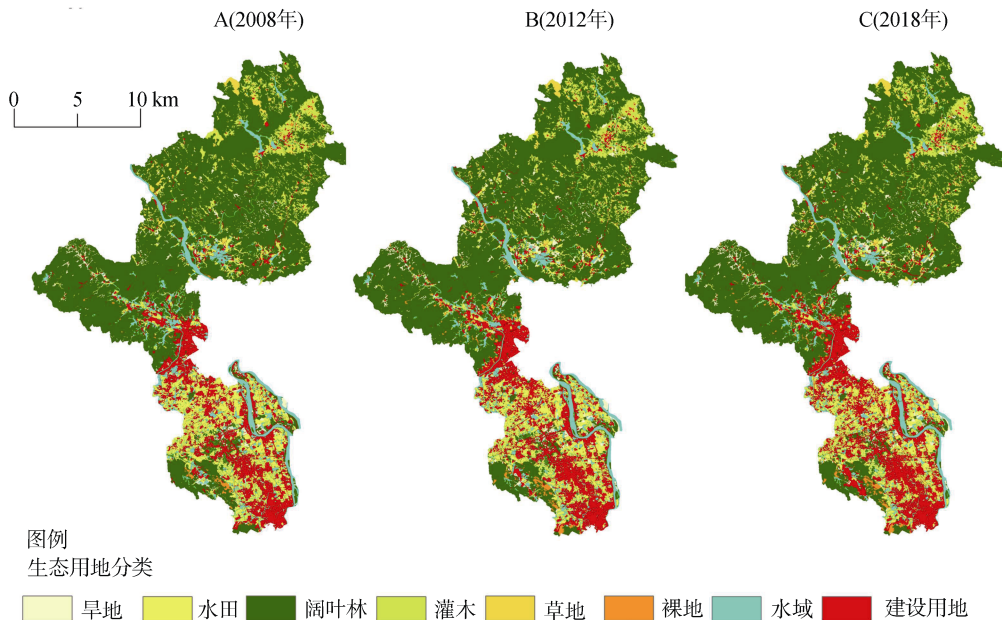 A(2008年) B(2012年) C(2018年)
0 5 10 km
图例
生态用地分类
旱地 水田 阔叶林 灌木 草地 裸地 水域 建设用地